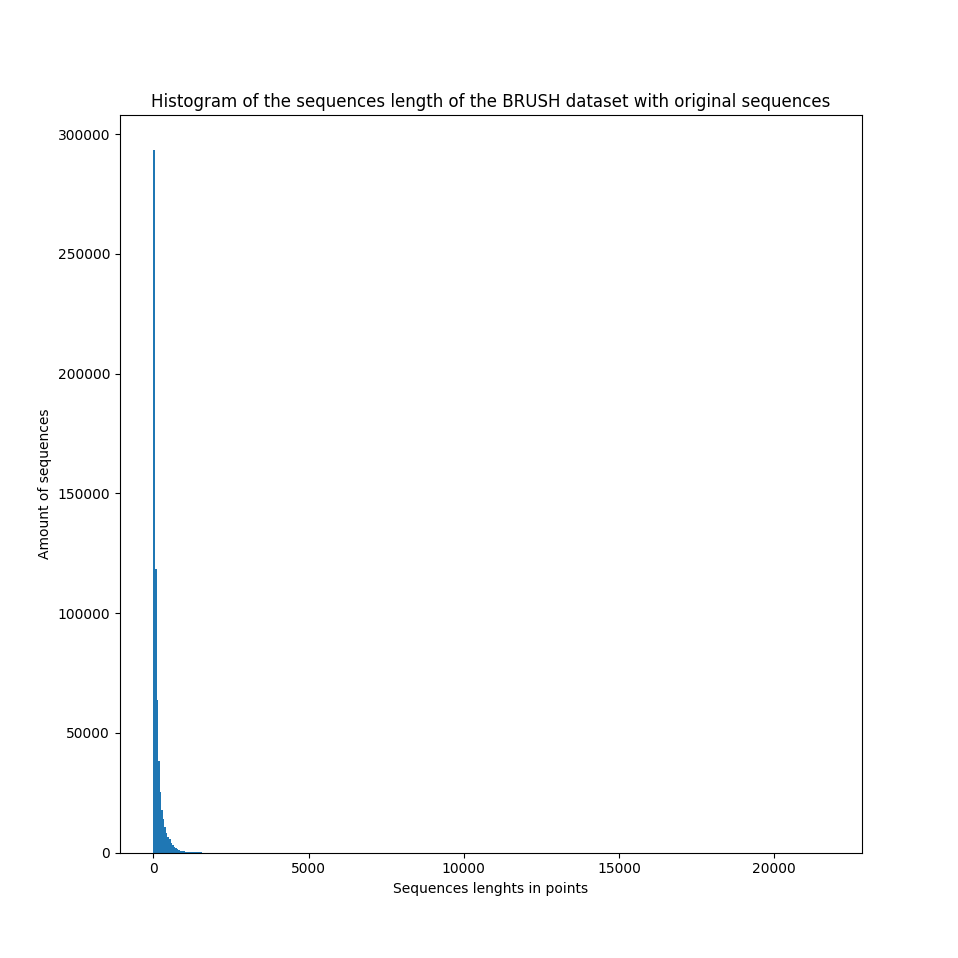 Histogram of the sequences length of the BRUSH dataset with original sequences
300000
250000
200000
150000
100000
50000
0
Amount of sequences
0 5000 10000 15000 20000
Sequences lenghts in points